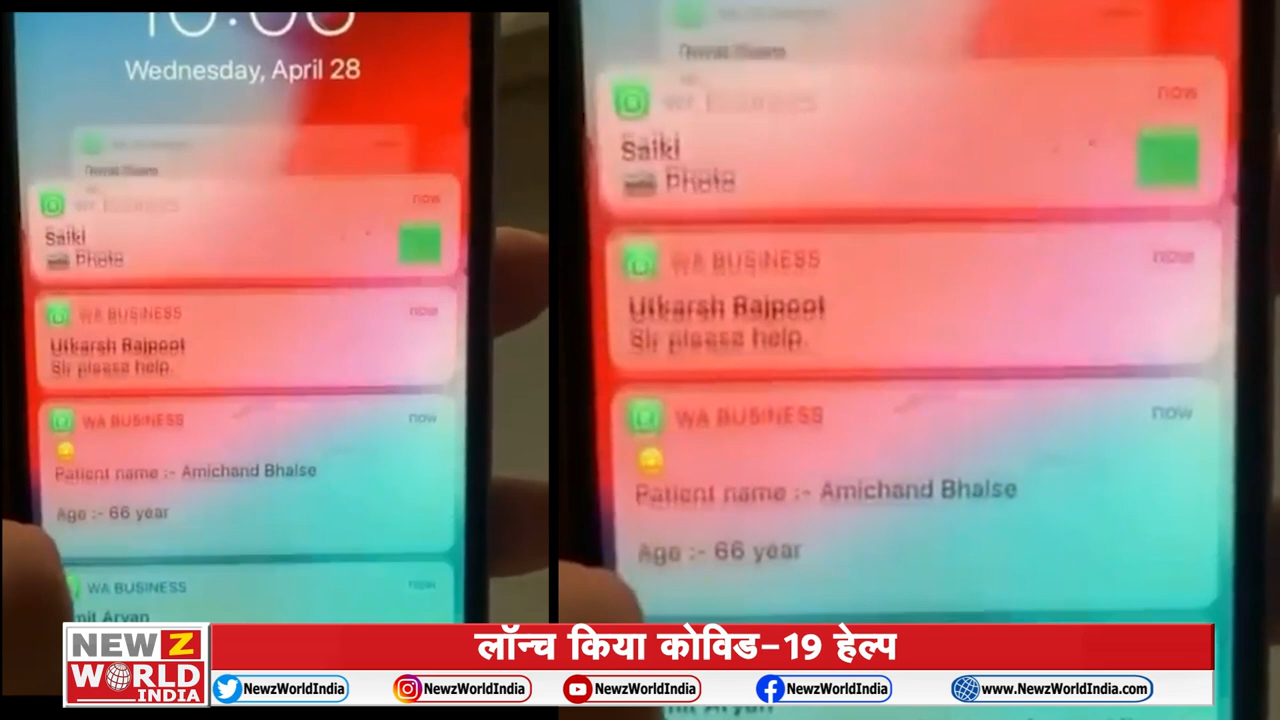 Wednesday, April 28
now
Saiki
Photo
WA BUSINESS
now
Utkarsh Rajpoot
Sir please help.
WA BUSINESS
now
Patient name :- Amichand Bhalse
Age :- 66 year
WA BUSINESS
now
mit Aryan
now
Saiki
Photo
WA BUSINESS
now
Utkarsh Rajpoot
Sir please help.
WA BUSINESS
now
Patient name :- Amichand Bhalse
Age :- 66 year
NEWZ
WORLD
INDIA
लॉन्च किया कोविड-19 हेल्प
NewzWorldIndia
NewzWorldIndia
NewzWorldIndia
NewzWorldIndia
www.NewzWorldIndia.com